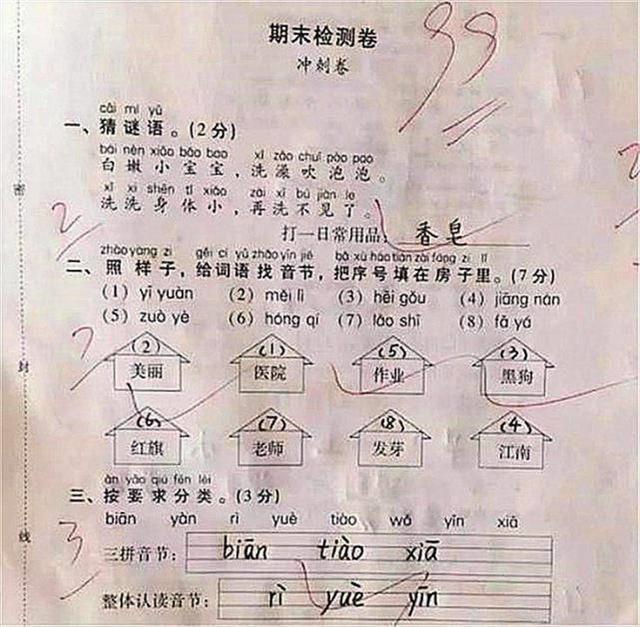 期末检测卷
99
冲刺卷
cāi mí yǔ
一、猜谜语。(2分)
bái nèn xiǎo bǎo bao xǐ zǎo chuī pào pao
白嫩小宝宝，洗澡吹泡泡。
xǐ xi shēn tǐ xiǎo zài xǐ bú jiàn le
洗洗身体小，再洗不见了。
打一日常用品：香皂
2
zhào yàng zi gěi cí yǔ zhǎo yīn jié bǎ xù hào tián zài fáng zi lǐ
二、照样子，给词语找音节，把序号填在房子里。(7分)
(1) yī yuàn (2) měi lì (3) hēi gǒu (4) jiāng nán
(5) zuò yè (6) hóng qí (7) lǎo shī (8) fā yá
7
(2) (1) (5) (3)
美丽 医院 作业 黑狗
(6) (7) (8) (4)
红旗 老师 发芽 江南
àn yāo qiú fēn lèi
三、按要求分类。(3分)
biān yàn rì yuè tiào wǒ yīn xiā
3
三拼音节： biān tiào xiā
整体认读音节： rì yuè yīn
密
封
线